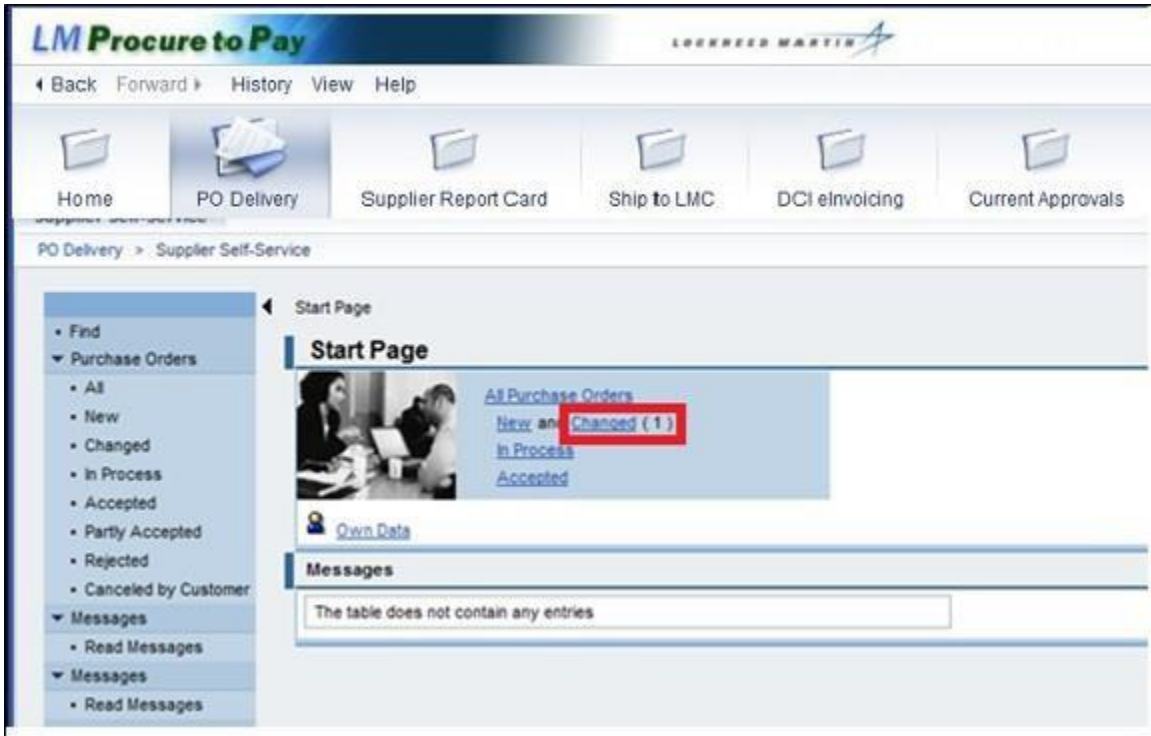 LM Procure to Pay
LOCKHEED MARTIN
Back Forward History View Help
Home PO Delivery Supplier Report Card Ship to LMC DCI eInvoicing Current Approvals
Supplier Self-Service
PO Delivery > Supplier Self-Service
Start Page
• Find
Purchase Orders
• All
• New
• Changed
• In Process
• Accepted
• Partly Accepted
• Rejected
• Canceled by Customer
Messages
• Read Messages
Messages
• Read Messages
Start Page
All Purchase Orders
New and Changed ( 1 )
In Process
Accepted
Own Data
Messages
The table does not contain any entries